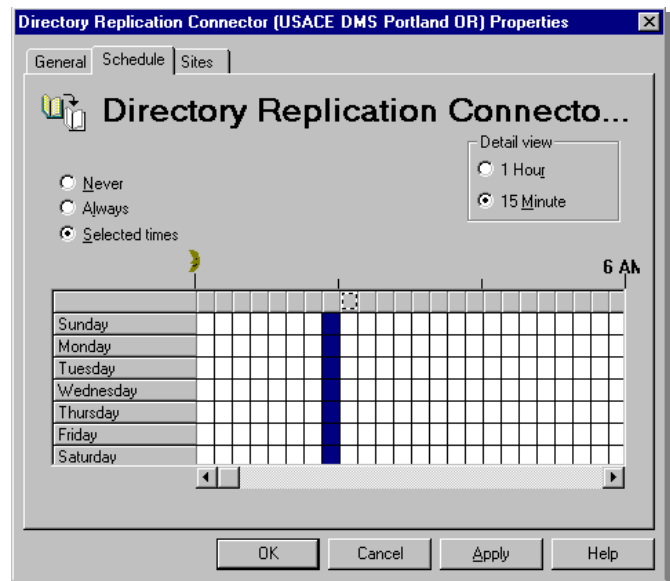 Directory Replication Connector (USACE DMS Portland OR) Properties
General Schedule Sites
Directory Replication Connecto...
Detail view
1 Hour
15 Minute
Never
Always
Selected times
6 AM
Sunday
Monday
Tuesday
Wednesday
Thursday
Friday
Saturday
OK Cancel Apply Help